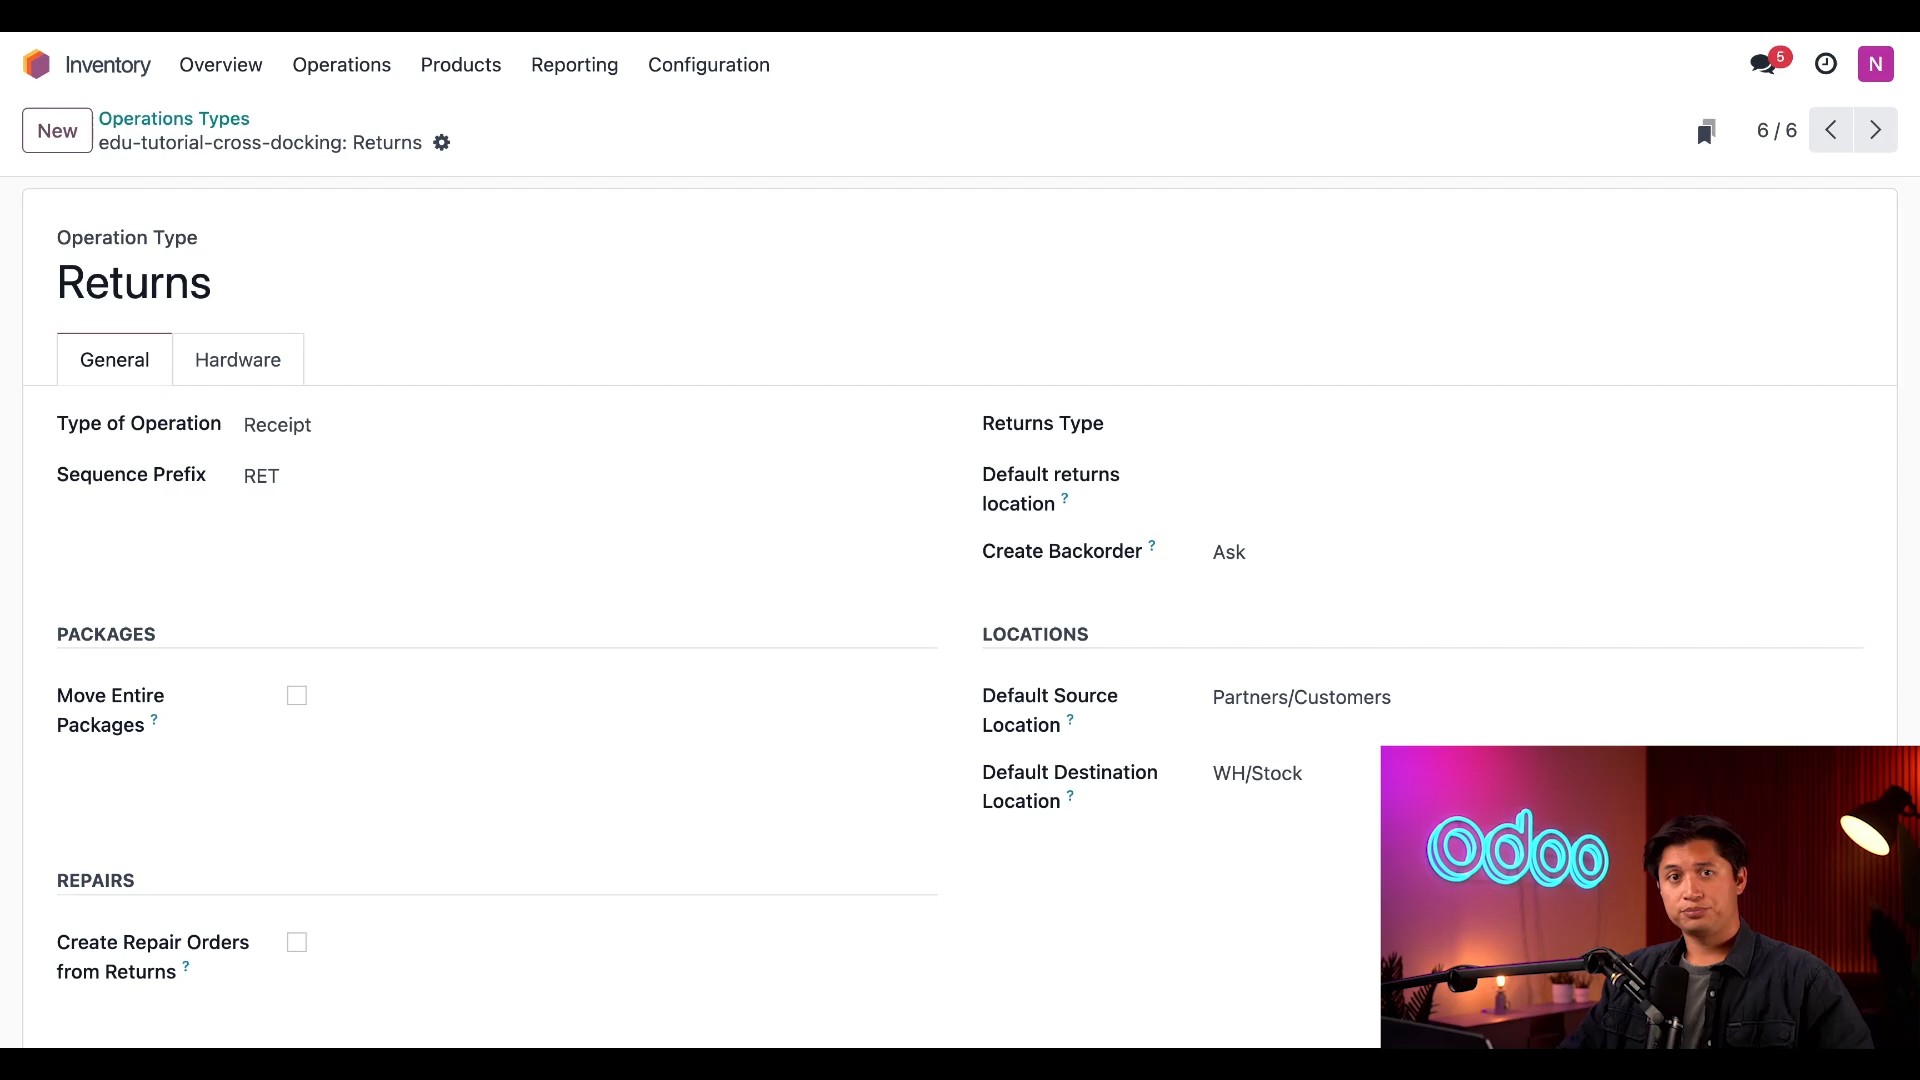 Inventory Overview Operations Products Reporting Configuration 5 N
New Operations Types
edu-tutorial-cross-docking: Returns 6 / 6
Operation Type
Returns
General Hardware
Type of Operation Receipt
Sequence Prefix RET
Returns Type
Default returns
location ?
Create Backorder ? Ask
PACKAGES
Move Entire
Packages ?
LOCATIONS
Default Source
Location ? Partners/Customers
Default Destination
Location ? WH/Stock
REPAIRS
Create Repair Orders
from Returns ?
odoo